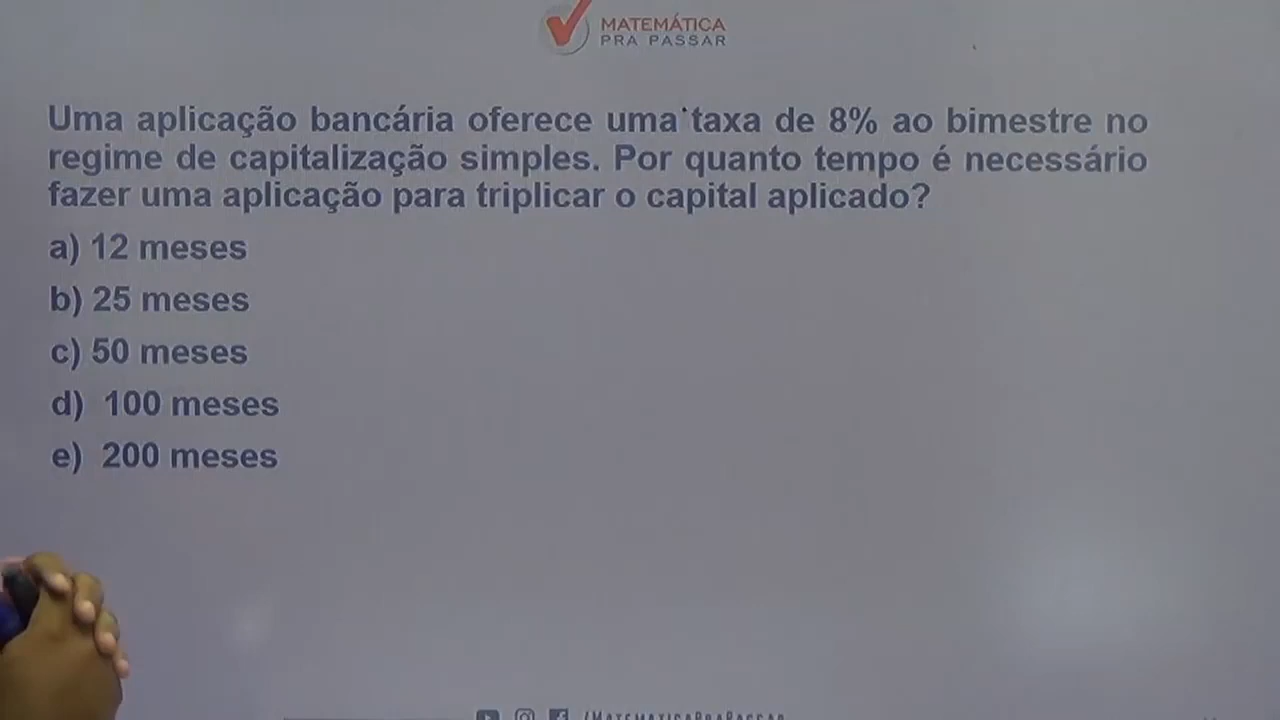 MATEMÁTICA
PRA PASSAR
Uma aplicação bancária oferece uma taxa de 8% ao bimestre no
regime de capitalização simples. Por quanto tempo é necessário
fazer uma aplicação para triplicar o capital aplicado?
a) 12 meses
b) 25 meses
c) 50 meses
d) 100 meses
e) 200 meses
/MATEMATICAPRAPASSAR